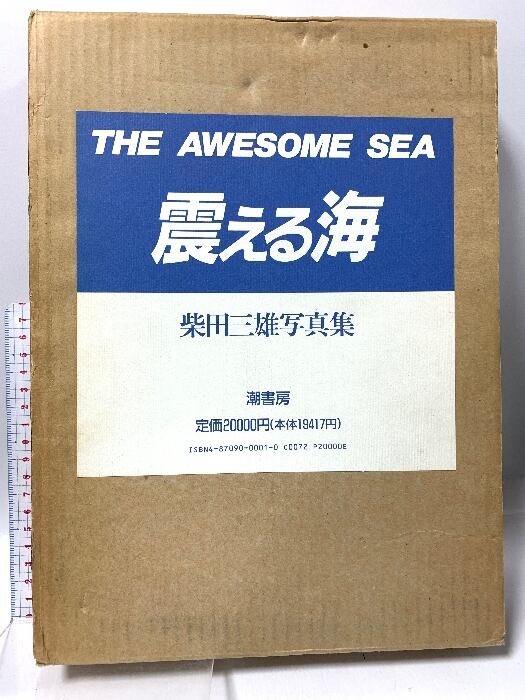 THE AWESOME SEA
震える海
柴田三雄写真集
潮書房
定価20000円(本体19417円)
ISBN4-87090-0001-0 C0072 P20000E